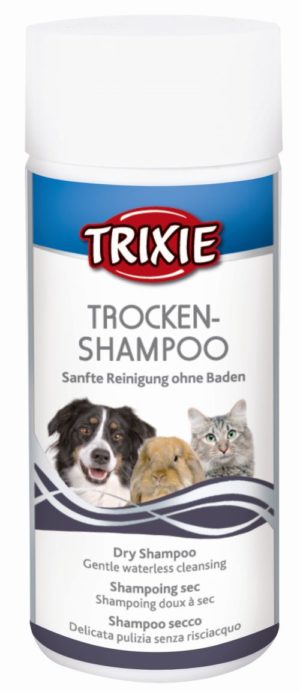 TRIXIE
TROCKEN-
SHAMPOO
Sanfte Reinigung ohne Baden
Dry Shampoo
Gentle waterless cleansing
Shampoing sec
Shampoing doux à sec
Shampoo secco
Delicata pulizia senza risciacquo